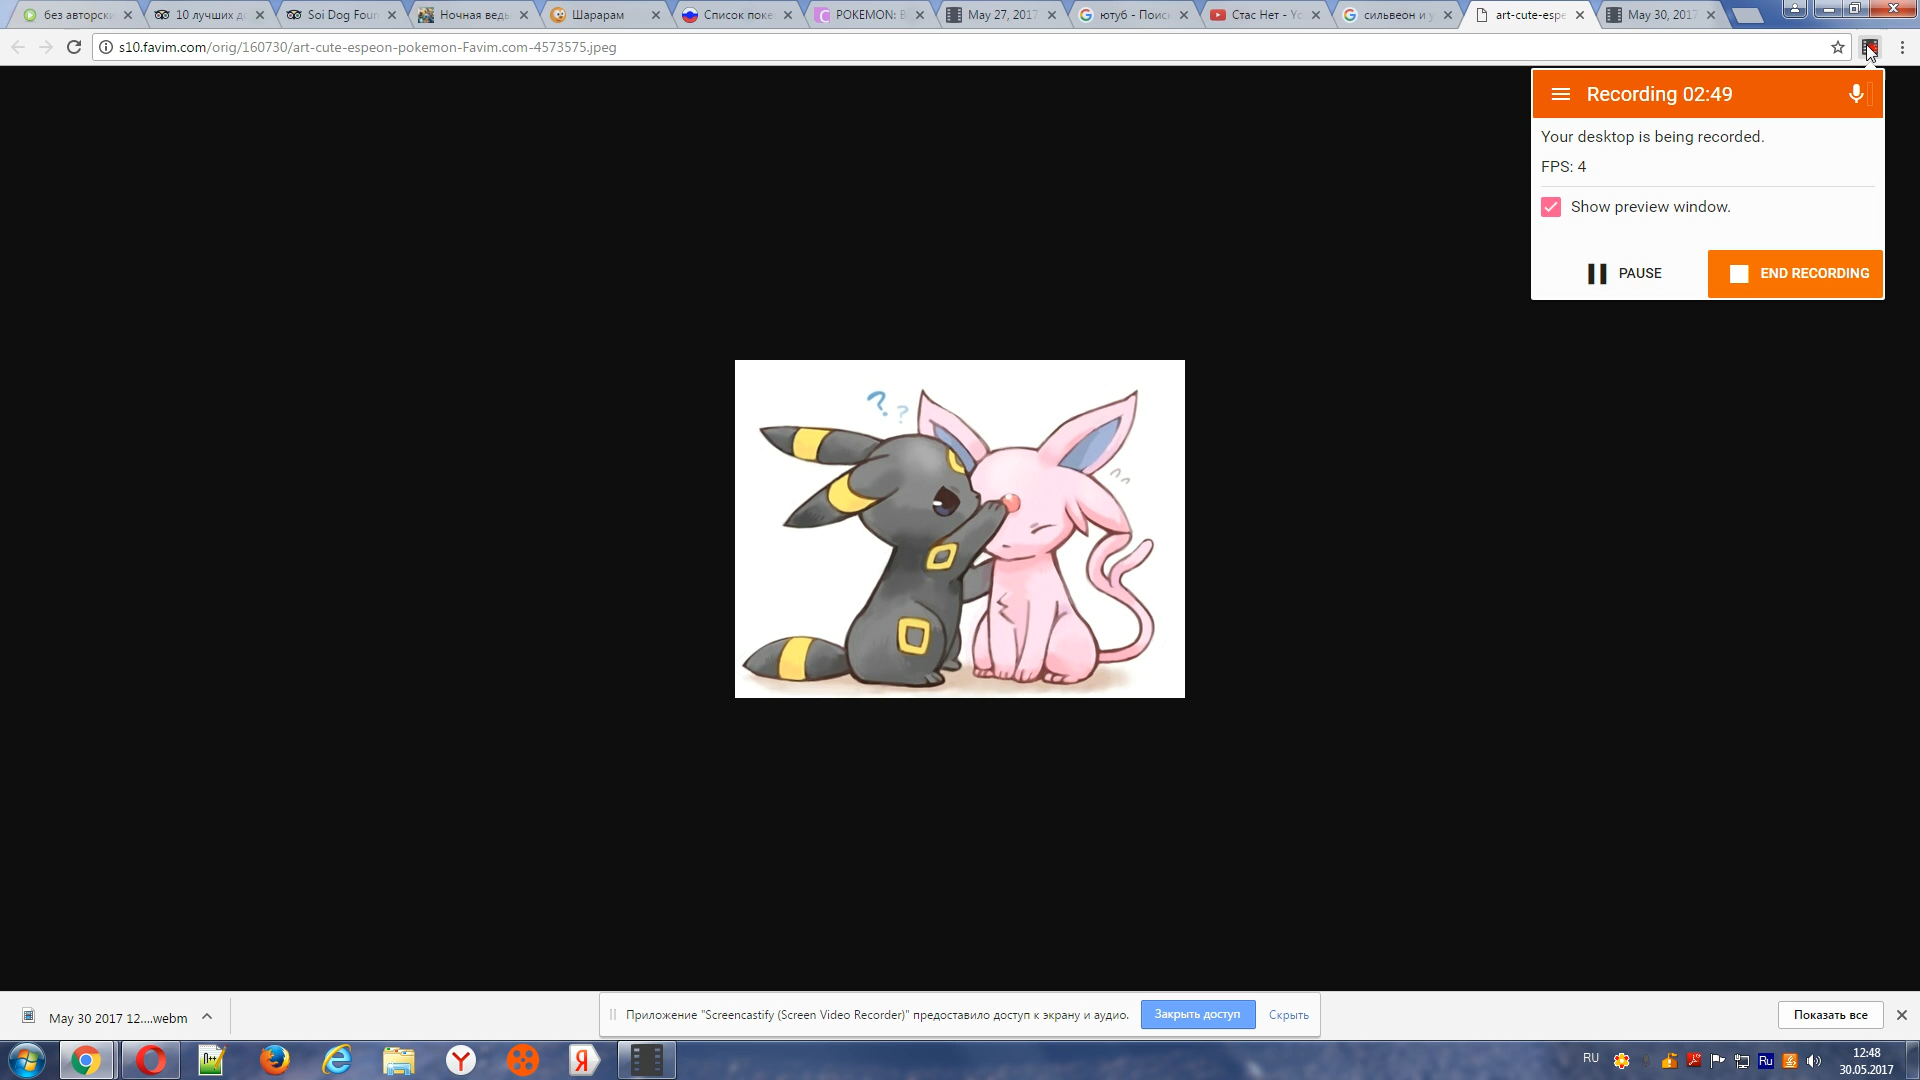 без авторски
10 лучших д
Soi Dog Foun
Ночная ведь
Шарарам
Список поке
POKEMON: B
May 27, 2017
ютуб - Поис
Стас Нет - Yo
сильвеон и у
art-cute-espe
May 30, 2017
s10.favim.com/orig/160730/art-cute-espeon-pokemon-Favim.com-4573575.jpeg
Recording 02:49
Your desktop is being recorded.
FPS: 4
Show preview window.
PAUSE
END RECORDING
? ?
May 30 2017 12....webm
Приложение "Screencastify (Screen Video Recorder)" предоставило доступ к экрану и аудио.
Закрыть доступ
Скрыть
Показать все
RU
Ru
12:48
30.05.2017